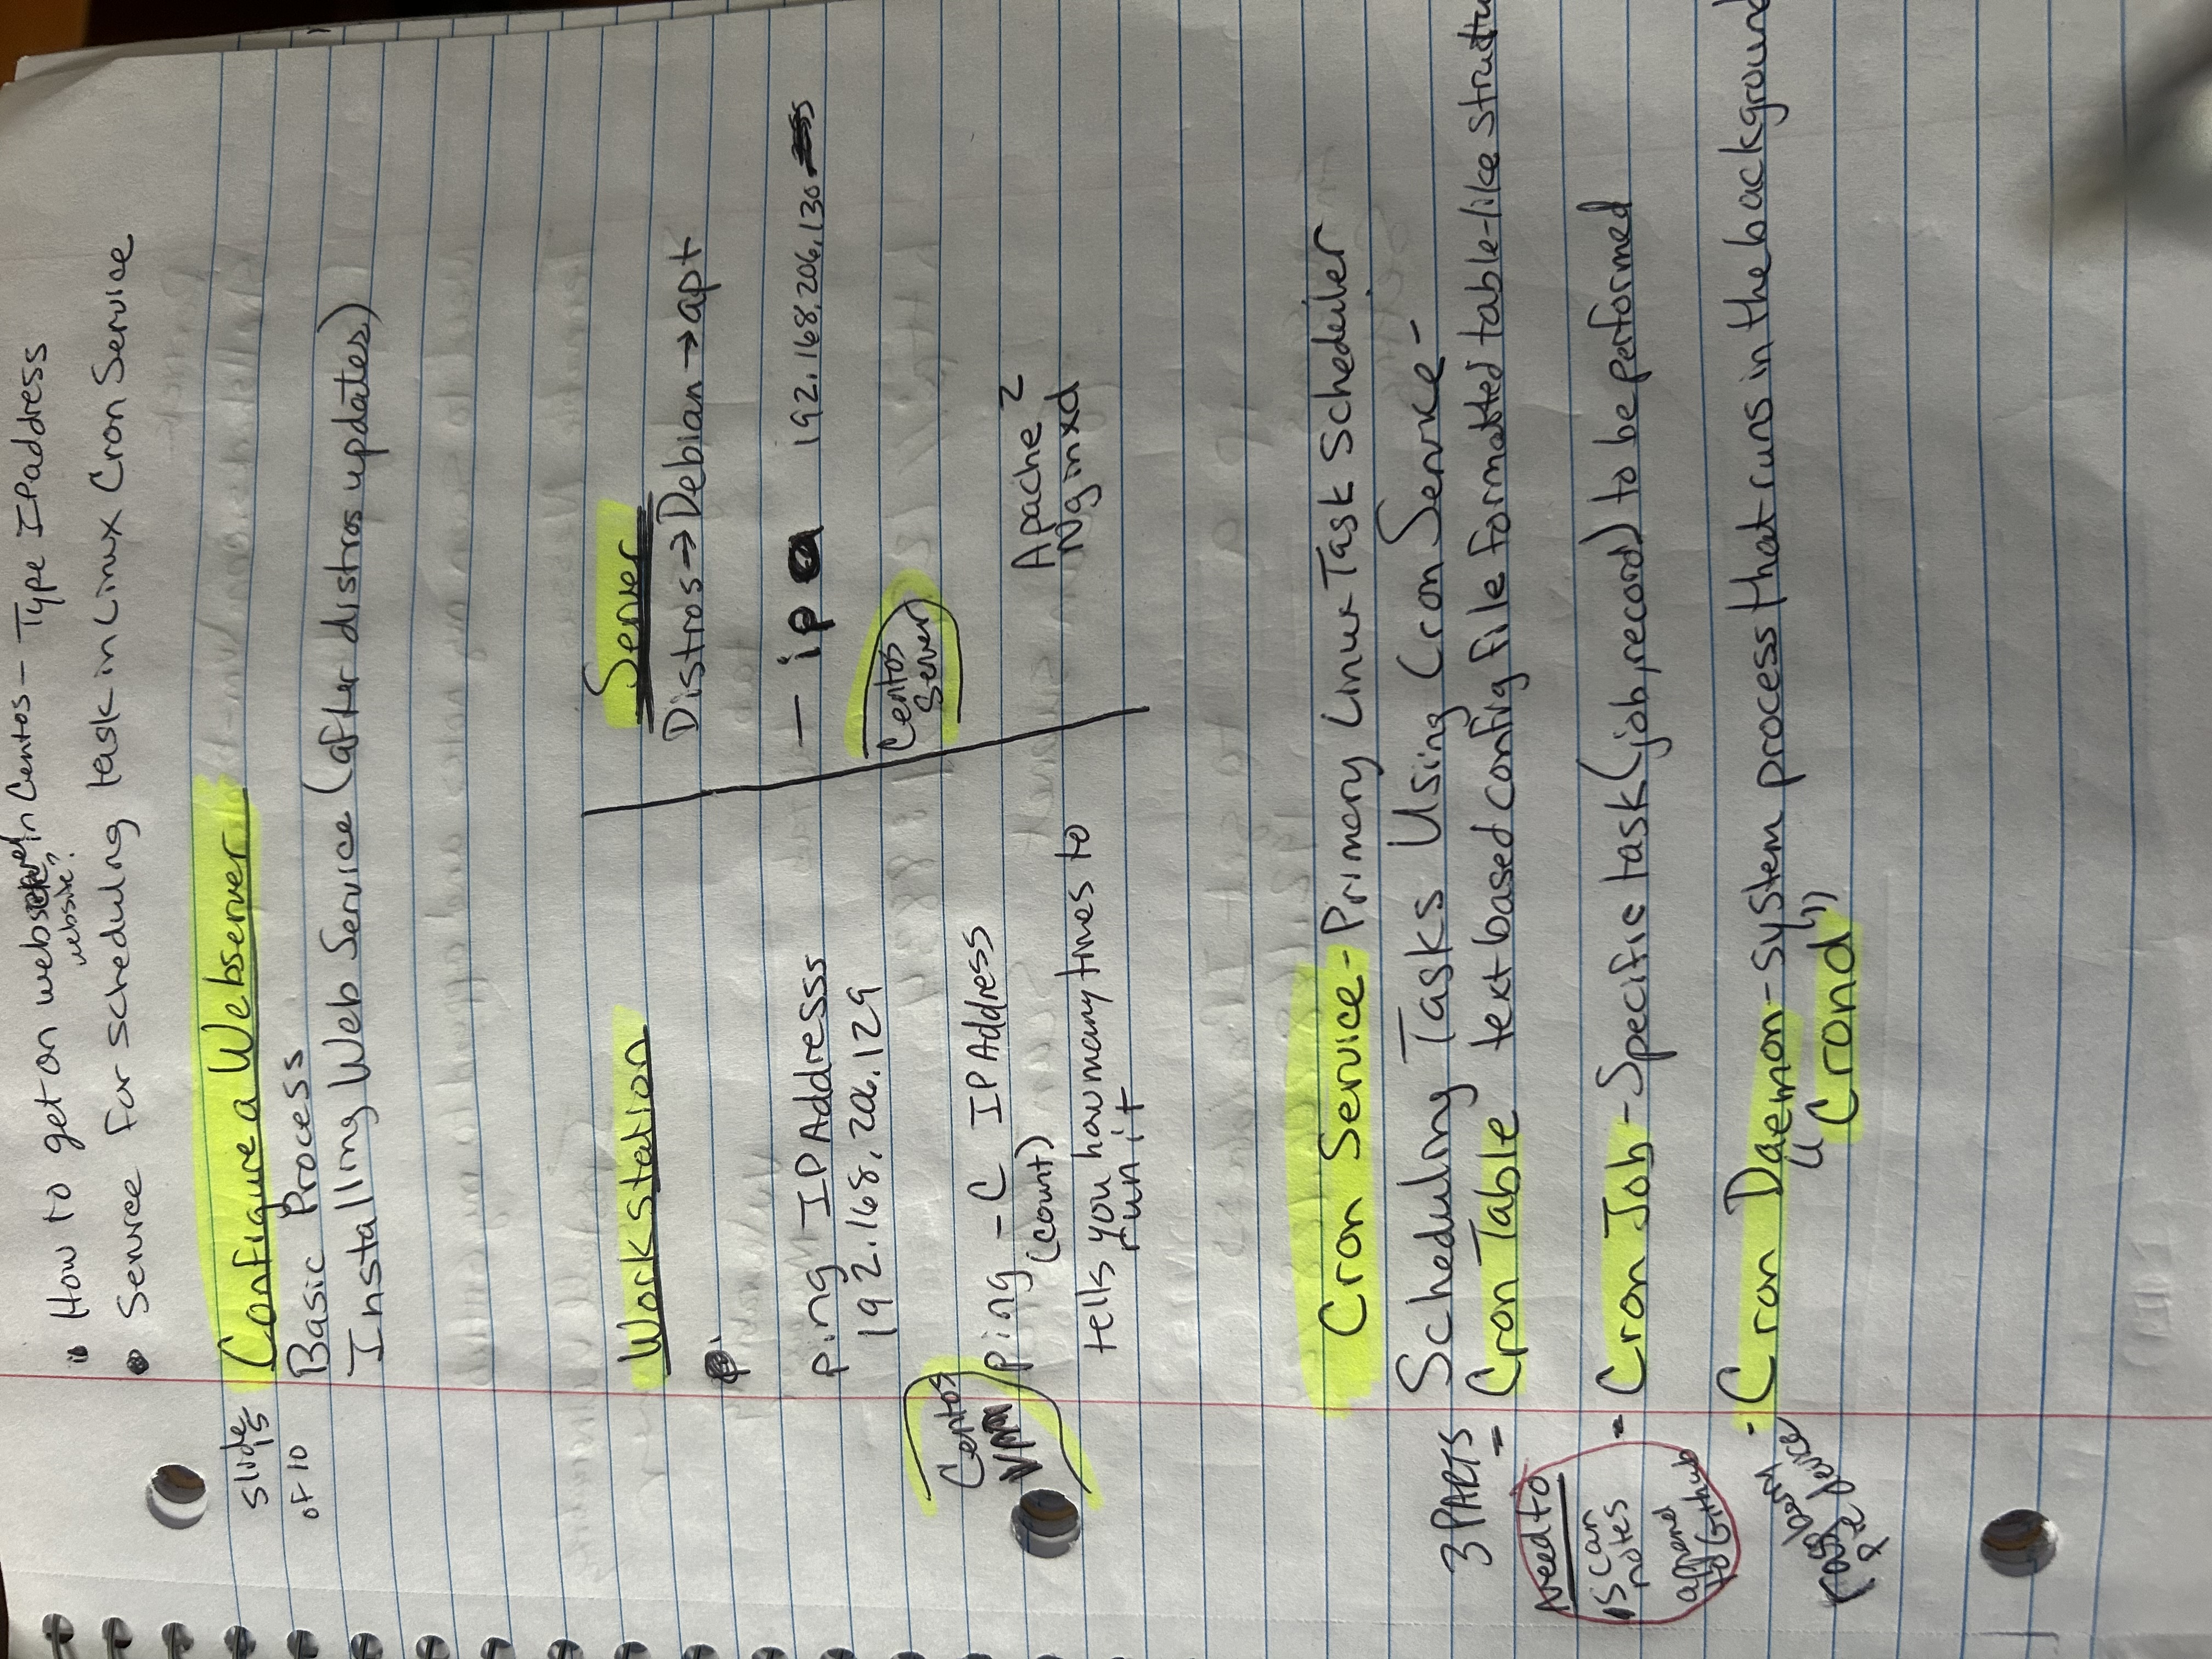 • How to get on webserver in Centos - Type IPaddress
website?
• Service for scheduling task in Linux Cron Service
Slide 15
of 10
Configure a Webserver
Basic Process
Installing Web Service (after distros updates)
Workstation
ping IP Addresss
192.168.206.129
Centos
VM
ping -C IP Address
(count)
tells you how many times to
run it
Server
Distros → Debian → apt
- ip a 192.168.206.130
Centos
Server
Apache 2
Nginxd
Cron Service - Primary Linux Task Scheduler
Scheduling Tasks Using Cron Service -
3 PARTS
- Cron Table text based config file formatted table-like structu
Need to
scan
notes
append
to Github
- Cron Job - Specific task (job, record) to be performed
- Cron Daemon - system process that runs in the background
"Crond"
raspberry
pie device